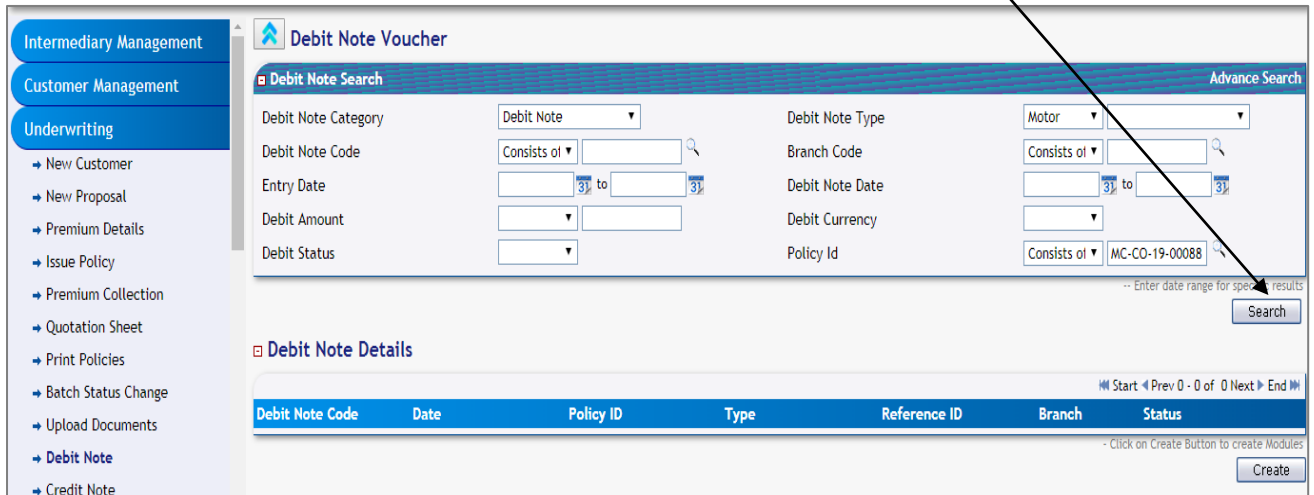 Intermediary Management
Customer Management
Underwriting
New Customer
New Proposal
Premium Details
Issue Policy
Premium Collection
Quotation Sheet
Print Policies
Batch Status Change
Upload Documents
Debit Note
Credit Note
Debit Note Voucher
Debit Note Search Advance Search
Debit Note Category Debit Note Debit Note Type Motor
Debit Note Code Consists of Branch Code Consists of
Entry Date 31 to 31 Debit Note Date 31 to 31
Debit Amount Debit Currency
Debit Status Policy Id Consists of MC-CO-19-00088
-- Enter date range for specific results
Search
Debit Note Details
Start Prev 0 - 0 of 0 Next End
Debit Note Code Date Policy ID Type Reference ID Branch Status
- Click on Create Button to create Modules
Create